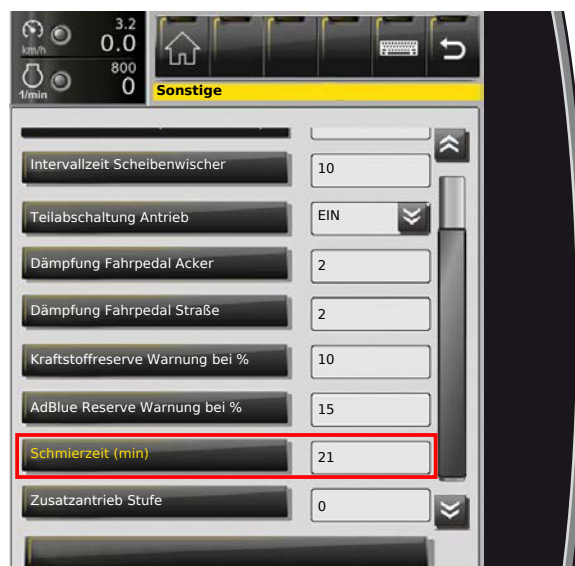 3.2
km/h 0.0
800
1/min 0
Sonstige
Intervallzeit Scheibenwischer 10
Teilabschaltung Antrieb EIN
Dämpfung Fahrpedal Acker 2
Dämpfung Fahrpedal Straße 2
Kraftstoffreserve Warnung bei % 10
AdBlue Reserve Warnung bei % 15
Schmierzeit (min) 21
Zusatzantrieb Stufe 0